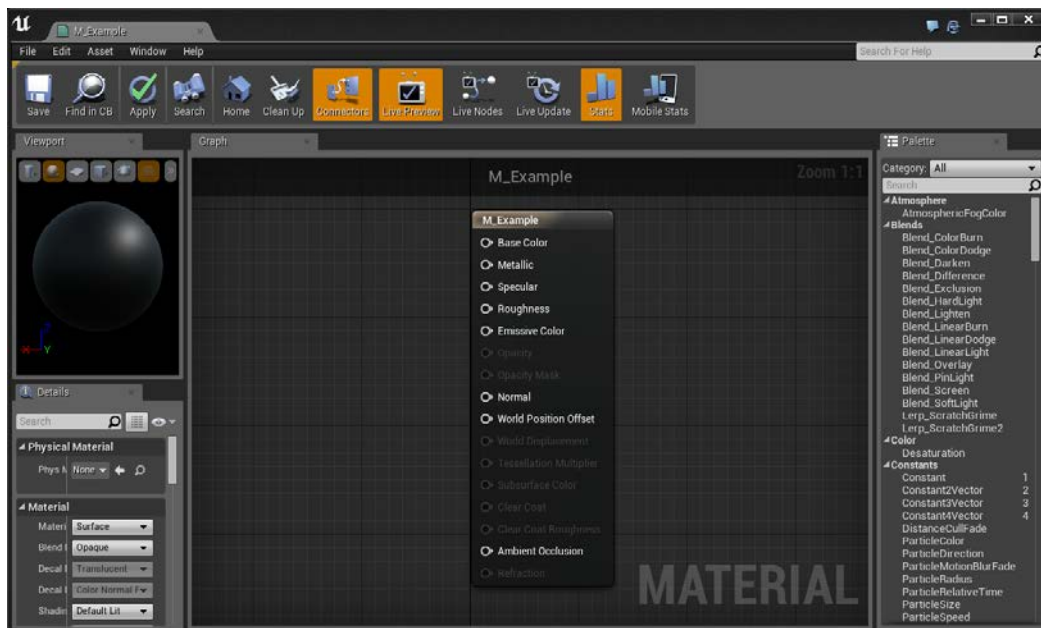 M_Example
File Edit Asset Window Help
Search For Help
Save Find in CB Apply Search Home Clean Up Connectors Live Preview Live Nodes Live Update Stats Mobile Stats
Viewport
Graph
Palette
M_Example
Zoom 1:1
Category: All
Search
Atmosphere
AtmosphericFogColor
Blends
Blend_ColorBurn
Blend_ColorDodge
Blend_Darken
Blend_Difference
Blend_Exclusion
Blend_HardLight
Blend_Lighten
Blend_LinearBurn
Blend_LinearDodge
Blend_LinearLight
Blend_Overlay
Blend_PinLight
Blend_Screen
Blend_SoftLight
Lerp_ScratchGrime
Lerp_ScratchGrime2
Color
Desaturation
Constants
Constant 1
Constant2Vector 2
Constant3Vector 3
Constant4Vector 4
DistanceCullFade
ParticleColor
ParticleDirection
ParticleMotionBlurFade
ParticleRadius
ParticleRelativeTime
ParticleSize
ParticleSpeed
M_Example
Base Color
Metallic
Specular
Roughness
Emissive Color
Opacity
Opacity Mask
Normal
World Position Offset
World Displacement
Tessellation Multiplier
Subsurface Color
Clear Coat
Clear Coat Roughness
Ambient Occlusion
Refraction
MATERIAL
X Y
Details
Search
Physical Material
Phys M None
Material
Materi Surface
Blend Opaque
Decal Translucent
Decal Color Normal
Shadin Default Lit